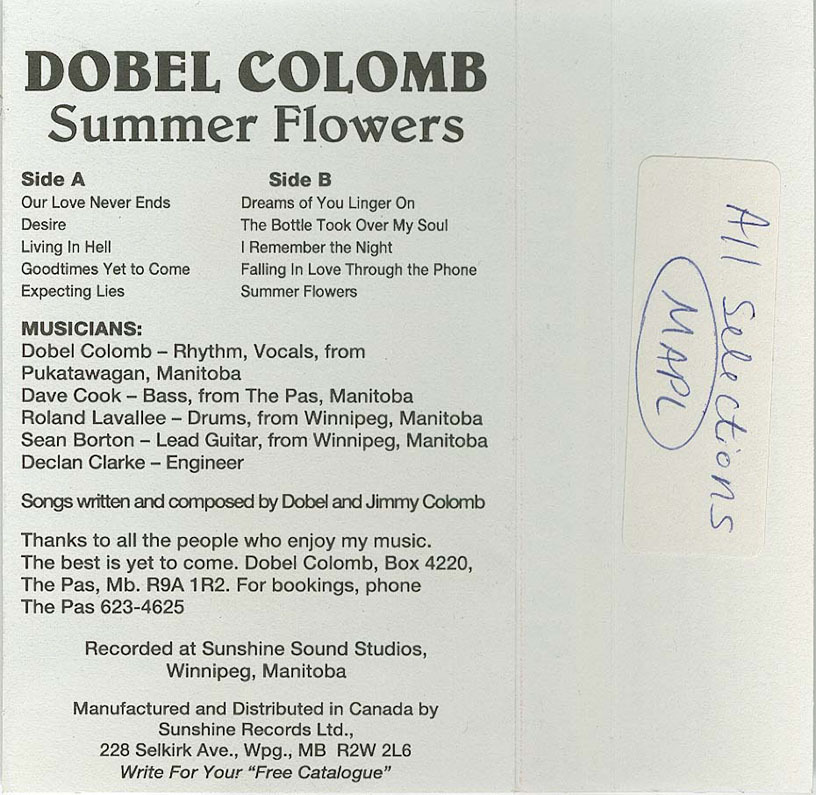 DOBEL COLOMB
Summer Flowers
Side A
Our Love Never Ends
Desire
Living In Hell
Goodtimes Yet to Come
Expecting Lies
Side B
Dreams of You Linger On
The Bottle Took Over My Soul
I Remember the Night
Falling In Love Through the Phone
Summer Flowers
MUSICIANS:
Dobel Colomb – Rhythm, Vocals, from
Pukatawagan, Manitoba
Dave Cook – Bass, from The Pas, Manitoba
Roland Lavallee – Drums, from Winnipeg, Manitoba
Sean Borton – Lead Guitar, from Winnipeg, Manitoba
Declan Clarke – Engineer
Songs written and composed by Dobel and Jimmy Colomb
Thanks to all the people who enjoy my music.
The best is yet to come. Dobel Colomb, Box 4220,
The Pas, Mb. R9A 1R2. For bookings, phone
The Pas 623-4625
Recorded at Sunshine Sound Studios,
Winnipeg, Manitoba
Manufactured and Distributed in Canada by
Sunshine Records Ltd.,
228 Selkirk Ave., Wpg., MB R2W 2L6
Write For Your “Free Catalogue”
All Selections
MAPL